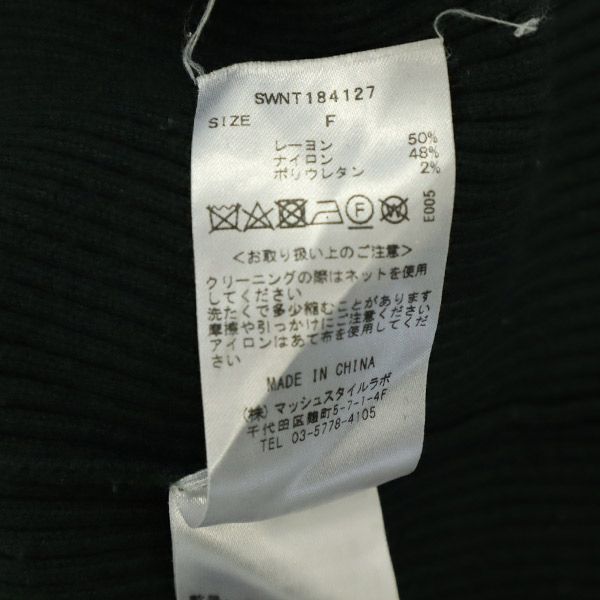 SWNT184127
SIZE F
レーヨン 50%
ナイロン 48%
ポリウレタン 2%
F W E005
<お取り扱い上のご注意>
クリーニングの際はネットを使用
してください
洗たくで多少縮むことがあります
摩擦や引っかけにご注意ください
アイロンはあて布を使用してくだ
さい
MADE IN CHINA
(株)マッシュスタイルラボ
千代田区麹町5-7-1-4F
TEL 03-5778-4105